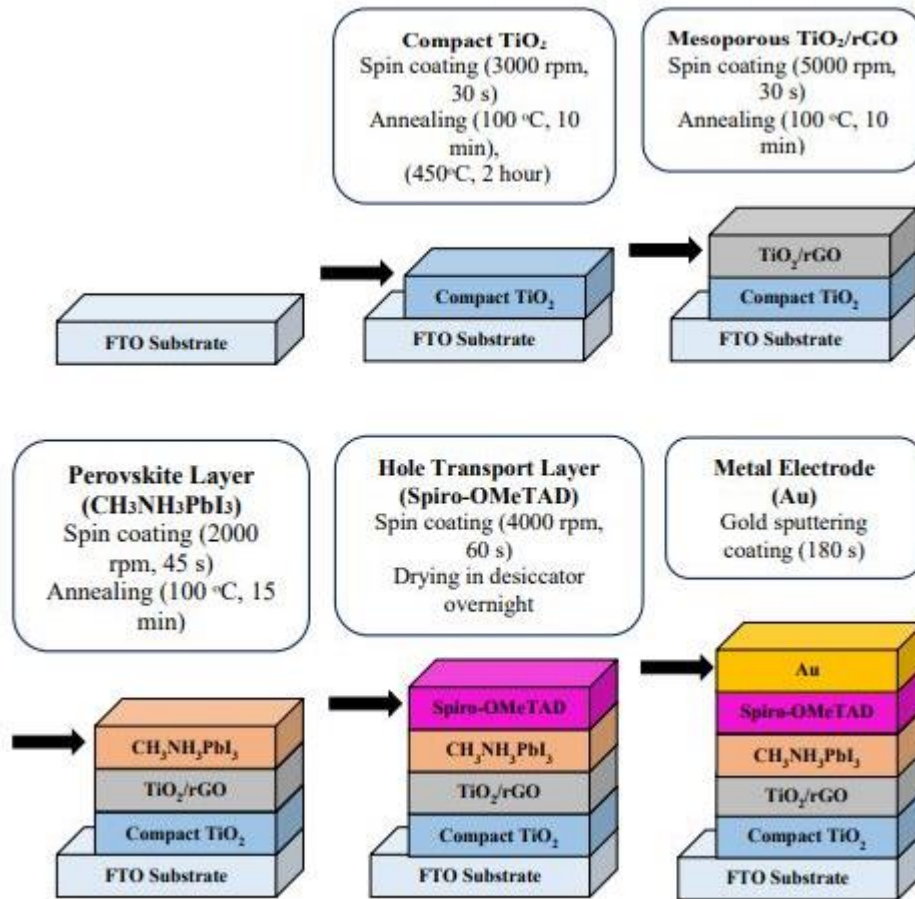 Compact TiO₂
Spin coating (3000 rpm,
30 s)
Annealing (100 °C, 10
min),
(450°C, 2 hour)
Mesoporous TiO₂/rGO
Spin coating (5000 rpm,
30 s)
Annealing (100 °C, 10
min)
FTO Substrate
Compact TiO₂
FTO Substrate
TiO₂/rGO
Compact TiO₂
FTO Substrate
Perovskite Layer
(CH₃NH₃PbI₃)
Spin coating (2000
rpm, 45 s)
Annealing (100 °C, 15
min)
Hole Transport Layer
(Spiro-OMeTAD)
Spin coating (4000 rpm,
60 s)
Drying in desiccator
overnight
Metal Electrode
(Au)
Gold sputtering
coating (180 s)
CH₃NH₃PbI₃
TiO₂/rGO
Compact TiO₂
FTO Substrate
Spiro-OMeTAD
CH₃NH₃PbI₃
TiO₂/rGO
Compact TiO₂
FTO Substrate
Au
Spiro-OMeTAD
CH₃NH₃PbI₃
TiO₂/rGO
Compact TiO₂
FTO Substrate